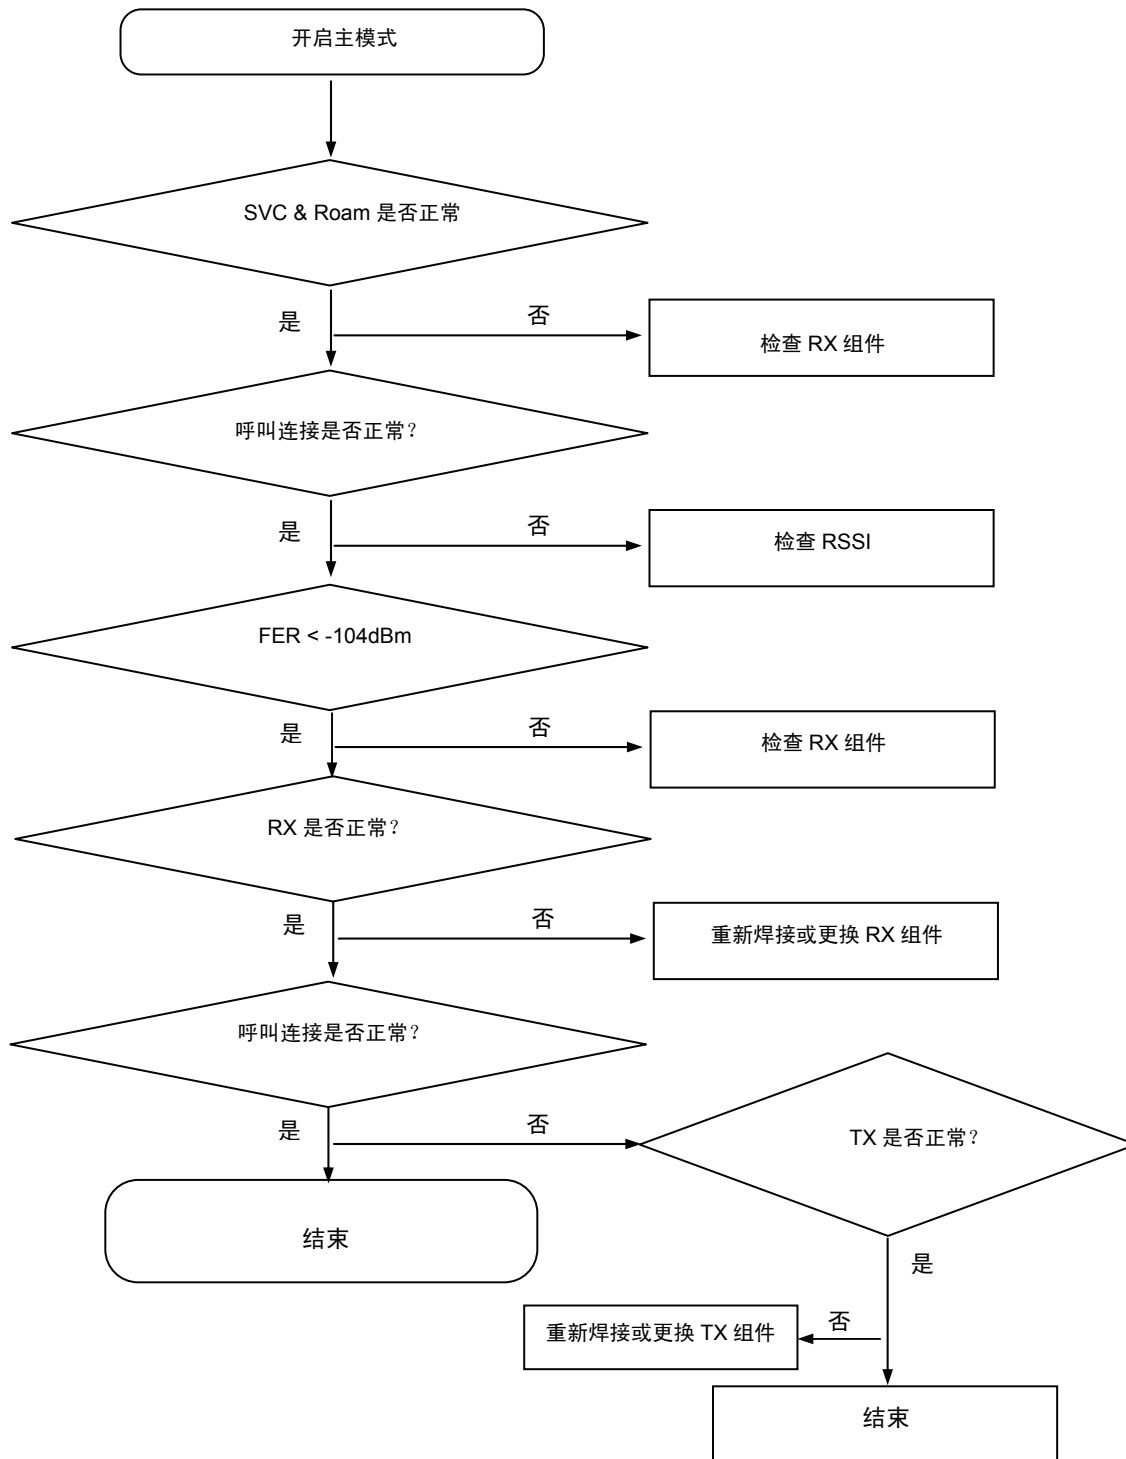 开启主模式
SVC & Roam 是否正常
是
否
检查 RX 组件
呼叫连接是否正常？
是
否
检查 RSSI
FER < -104dBm
是
否
检查 RX 组件
RX 是否正常？
是
否
重新焊接或更换 RX 组件
呼叫连接是否正常？
是
否
TX 是否正常？
结束
是
否
重新焊接或更换 TX 组件
结束